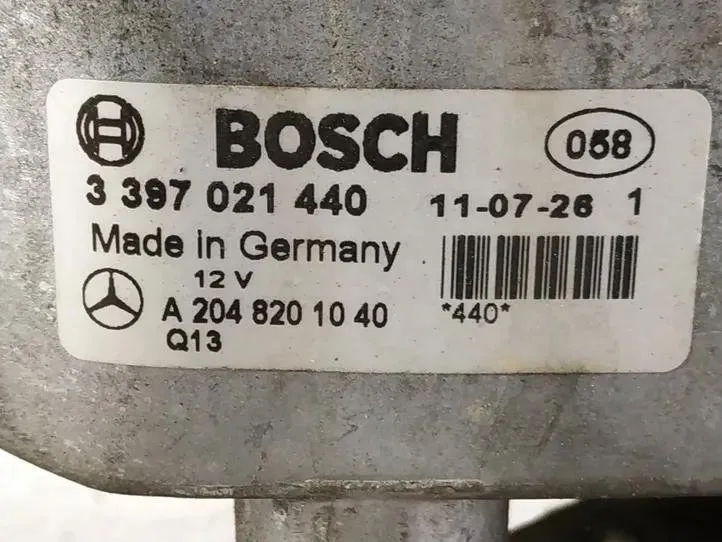 BOSCH 058
3 397 021 440 11-07-26 1
Made in Germany
12 V
A 204 820 10 40 *440*
Q13